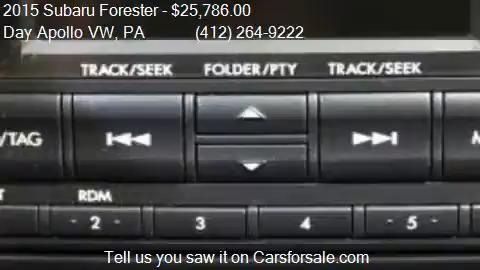 2015 Subaru Forester - $25,786.00
Day Apollo VW, PA (412) 264-9222
TRACK/SEEK FOLDER/PTY TRACK/SEEK
/TAG
RDM
- 2 - 3 4 - 5 -
Tell us you saw it on Carsforsale.com